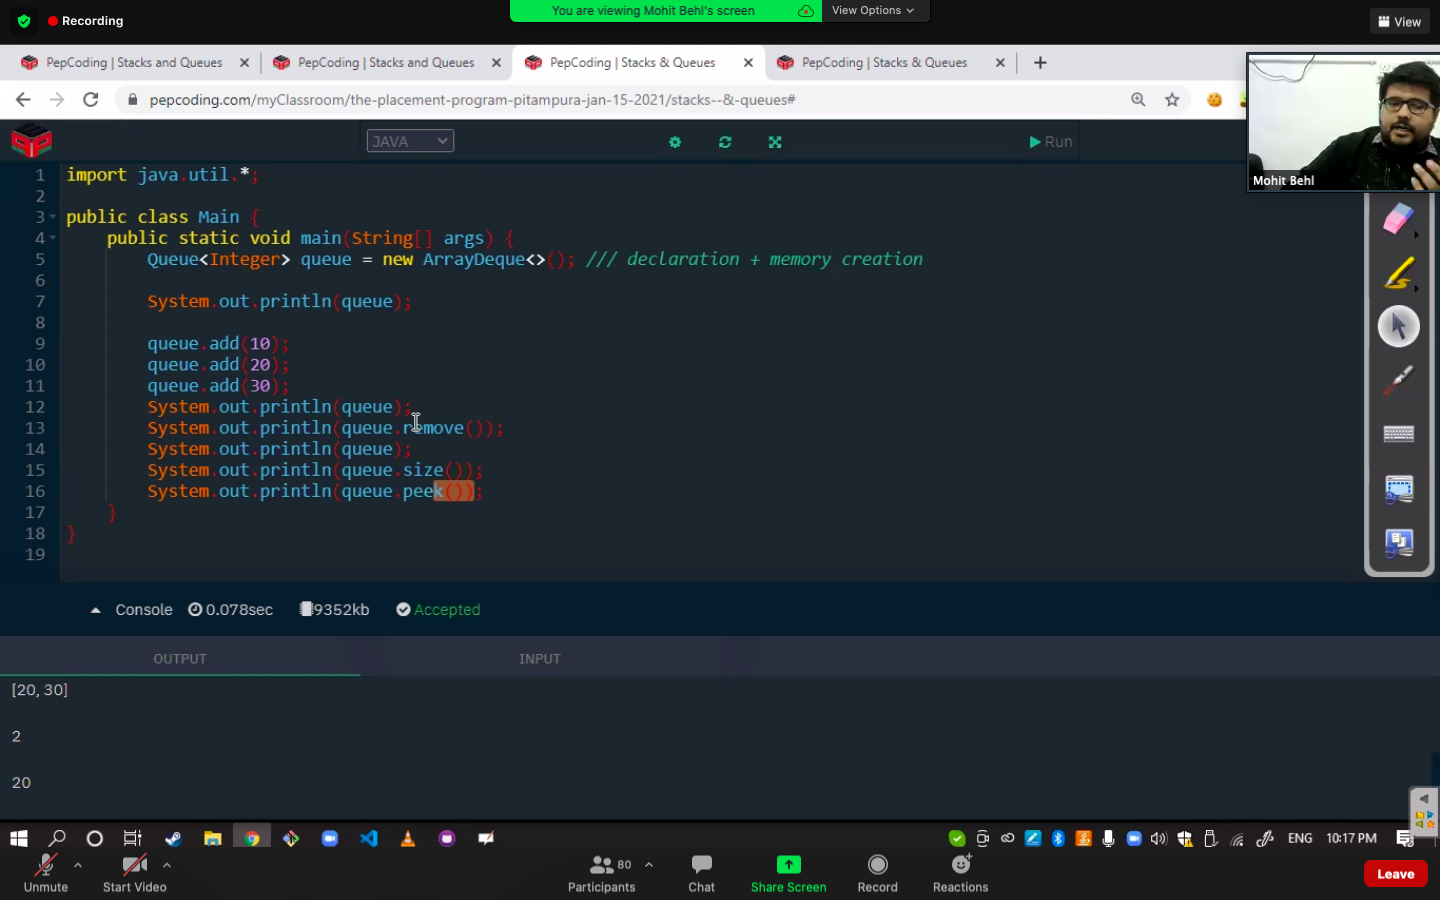 Recording
You are viewing Mohit Behl's screen
View Options
View
PepCoding | Stacks and Queues
PepCoding | Stacks and Queues
PepCoding | Stacks & Queues
PepCoding | Stacks & Queues
pepcoding.com/myClassroom/the-placement-program-pitampura-jan-15-2021/stacks--&-queues#
Mohit Behl
JAVA
Run
1 import java.util.*;
2
3 public class Main {
4 public static void main(String[] args) {
5 Queue<Integer> queue = new ArrayDeque<>(); /// declaration + memory creation
6
7 System.out.println(queue);
8
9 queue.add(10);
10 queue.add(20);
11 queue.add(30);
12 System.out.println(queue);
13 System.out.println(queue.remove());
14 System.out.println(queue);
15 System.out.println(queue.size());
16 System.out.println(queue.peek());
17 }
18 }
19
Console 0.078sec 9352kb Accepted
OUTPUT INPUT
[20, 30]
2
20
ENG 10:17 PM
80
Unmute Start Video Participants Chat Share Screen Record Reactions Leave